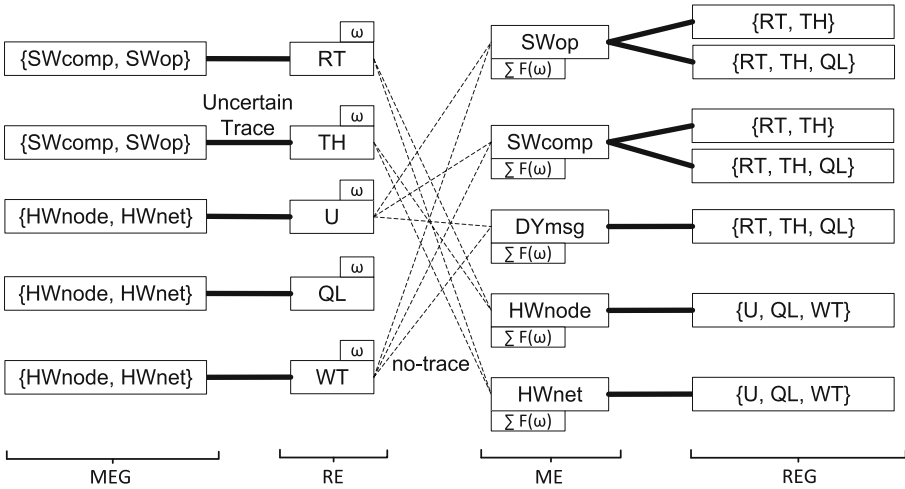 {SWcomp, SWop}
ω
RT
Uncertain
Trace
{SWcomp, SWop}
ω
TH
{HWnode, HWnet}
ω
U
{HWnode, HWnet}
ω
QL
{HWnode, HWnet}
ω
WT
no-trace
SWop
∑ F(ω)
{RT, TH}
{RT, TH, QL}
SWcomp
∑ F(ω)
{RT, TH}
{RT, TH, QL}
DYmsg
∑ F(ω)
{RT, TH, QL}
HWnode
∑ F(ω)
{U, QL, WT}
HWnet
∑ F(ω)
{U, QL, WT}
MEG
RE
ME
REG